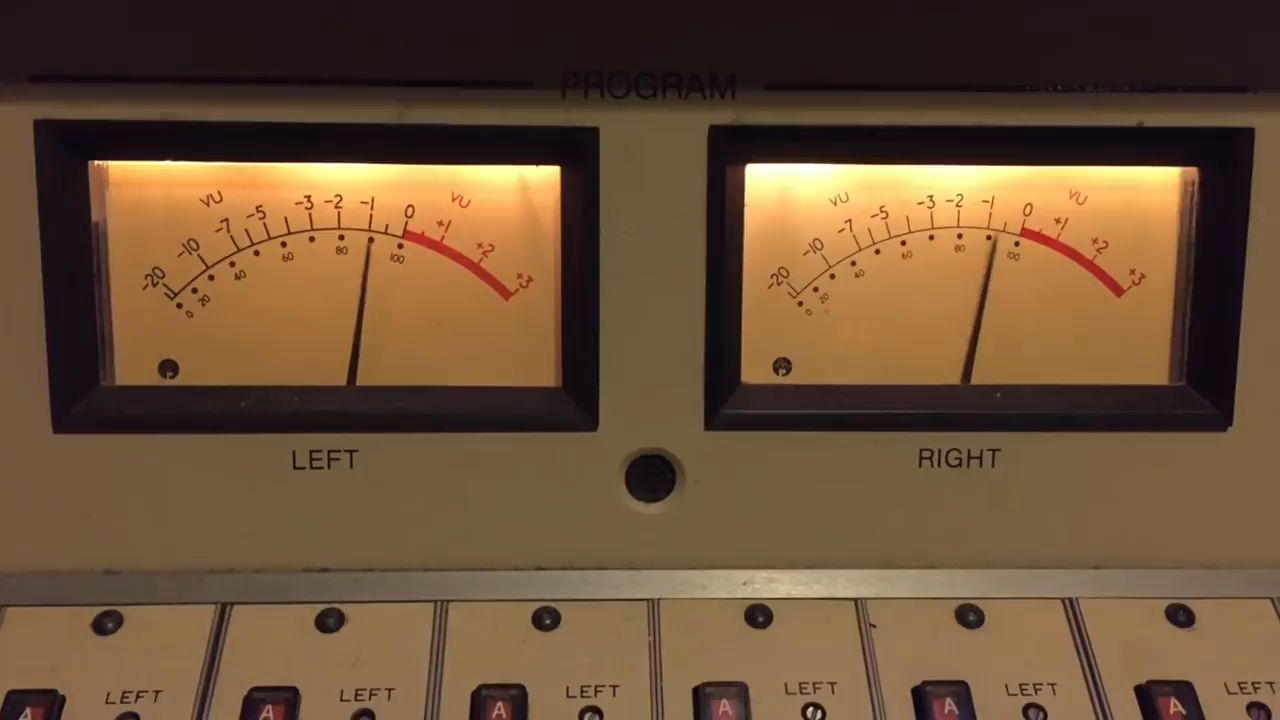 PROGRAM
VU -20 -10 -7 -5 -3 -2 -1 0 +1 +2 +3 VU
0 20 40 60 80 100
VU -20 -10 -7 -5 -3 -2 -1 0 +1 +2 +3 VU
0 20 40 60 80 100
LEFT
RIGHT
LEFT LEFT LEFT LEFT LEFT LEFT
A A A A A A